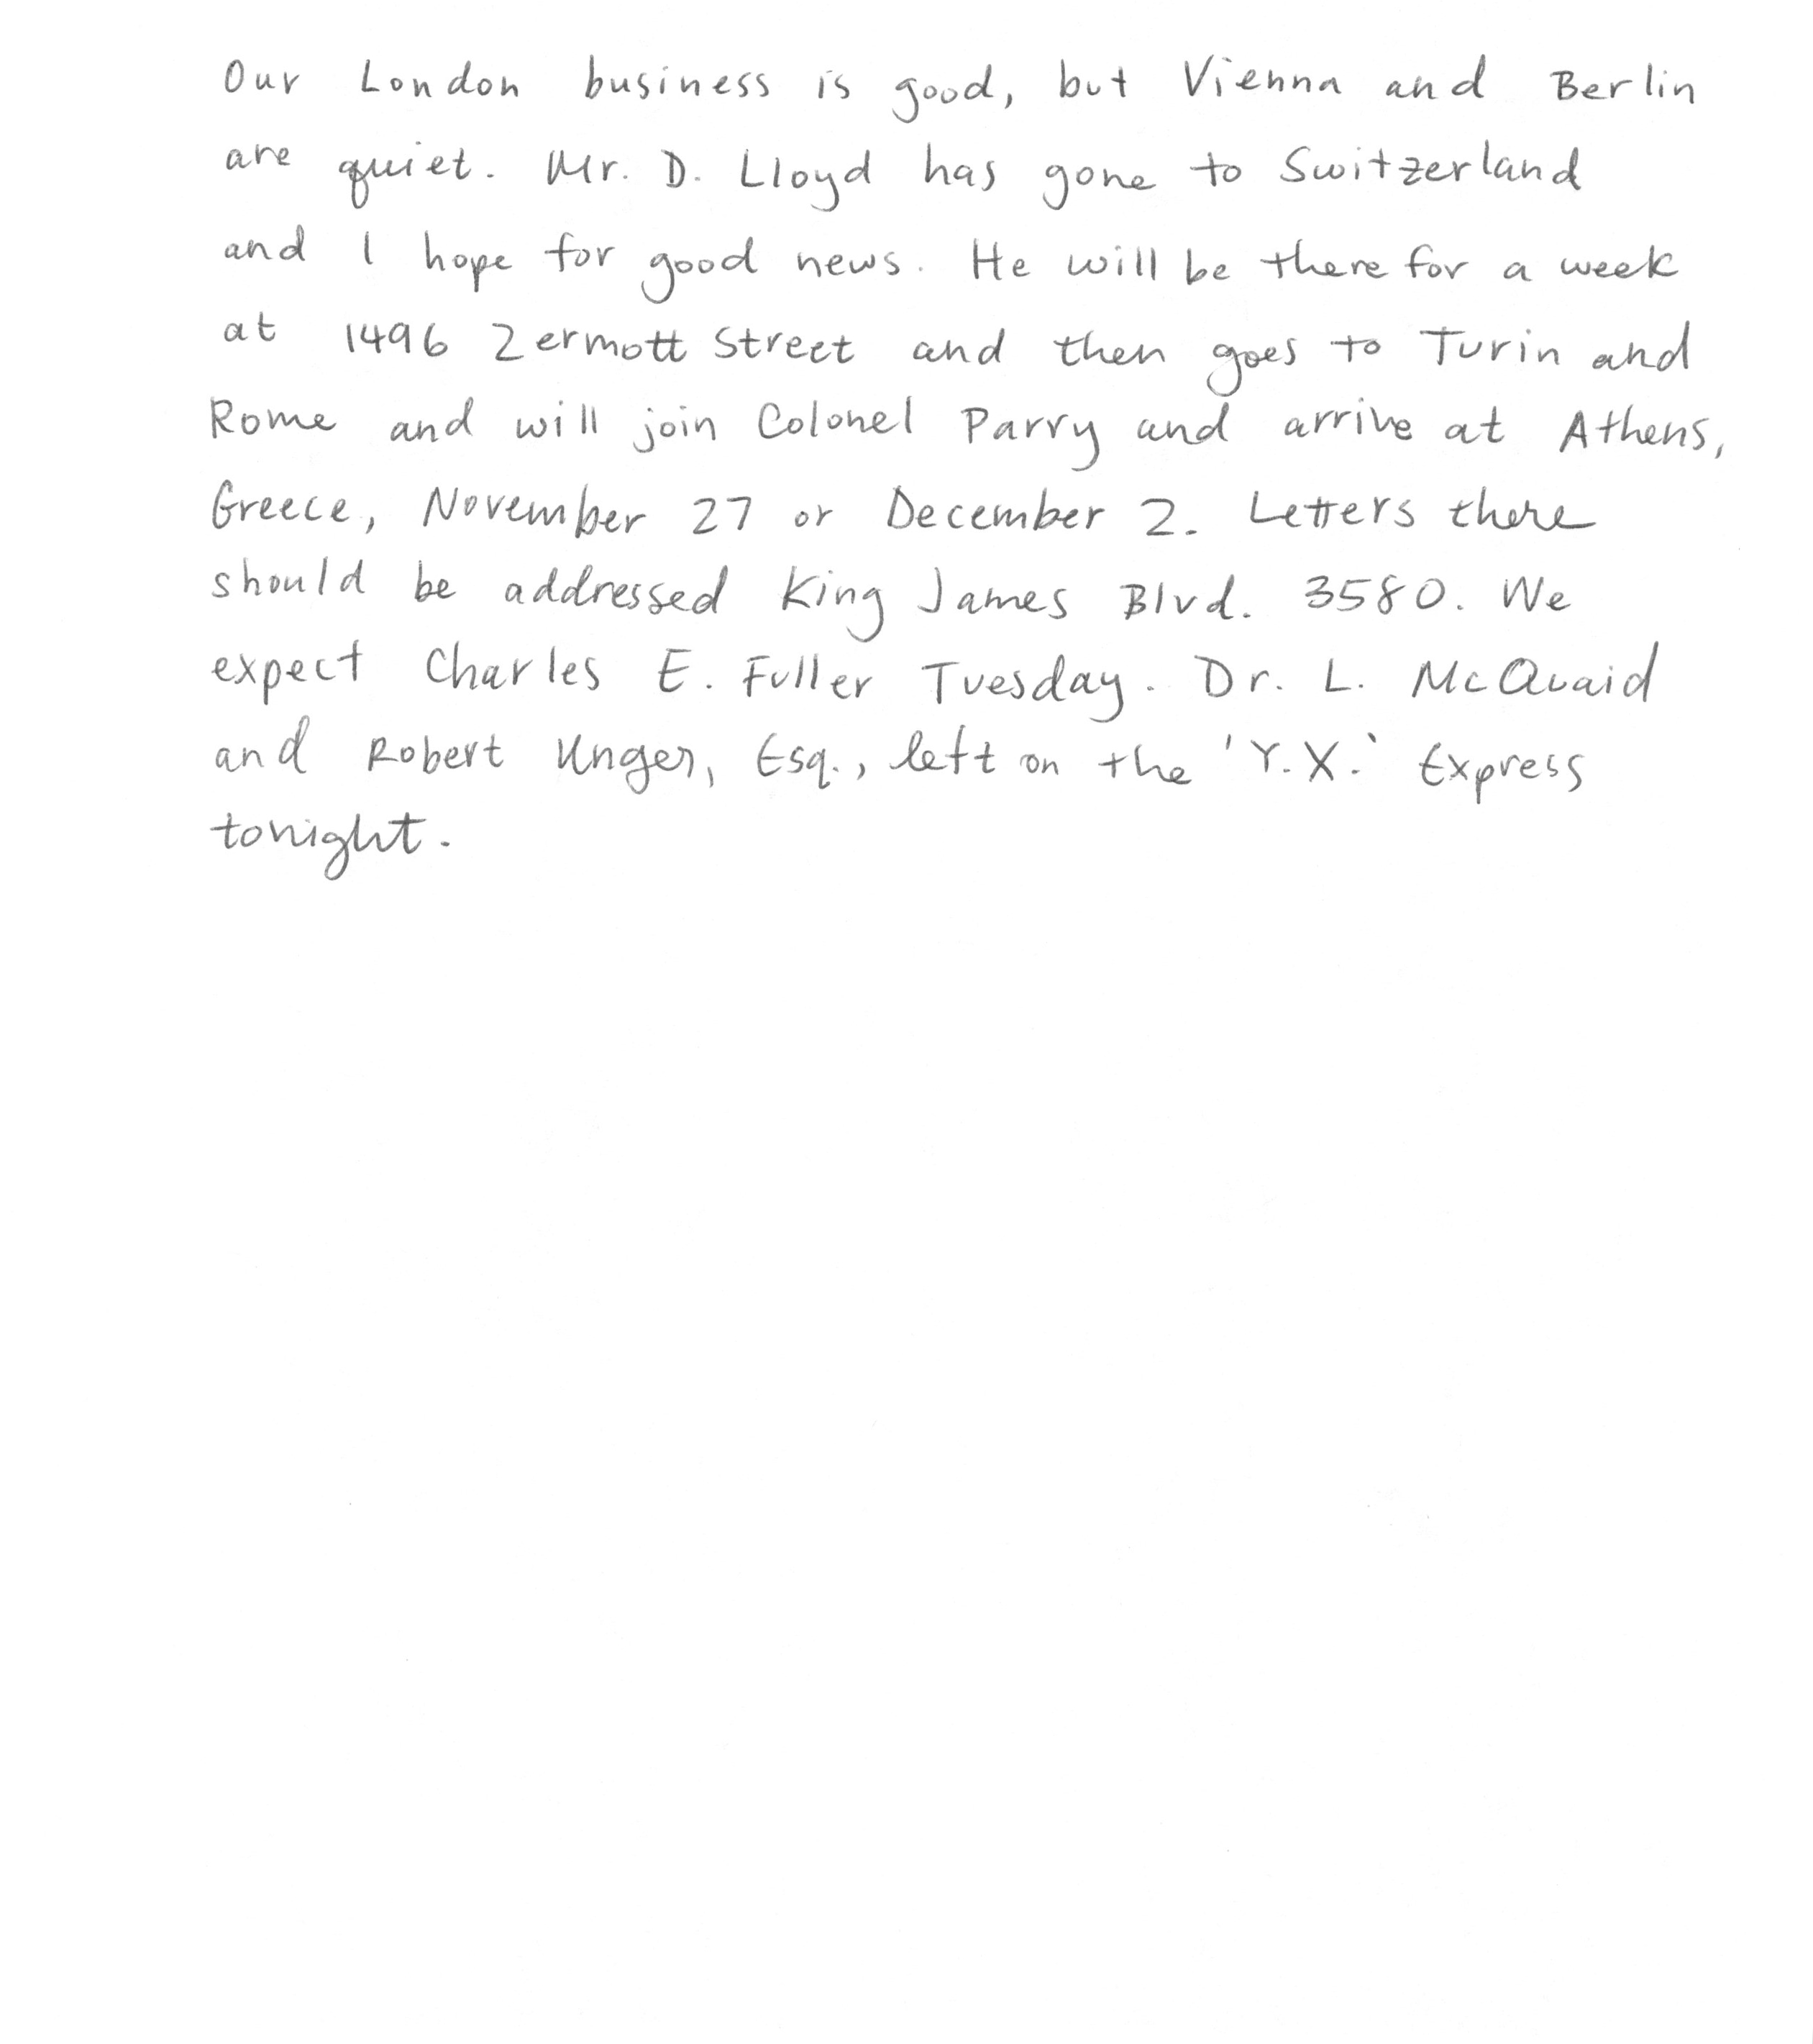 Our London business is good, but Vienna and Berlin
are quiet. Mr. D. Lloyd has gone to Switzerland
and I hope for good news. He will be there for a week
at 1496 Zermott Street and then goes to Turin and
Rome and will join Colonel Parry and arrive at Athens,
Greece, November 27 or December 2. Letters there
should be addressed King James Blvd. 3580. We
expect Charles E. Fuller Tuesday. Dr. L. McQuaid
and Robert Unger, Esq., left on the 'Y.X.' Express
tonight.